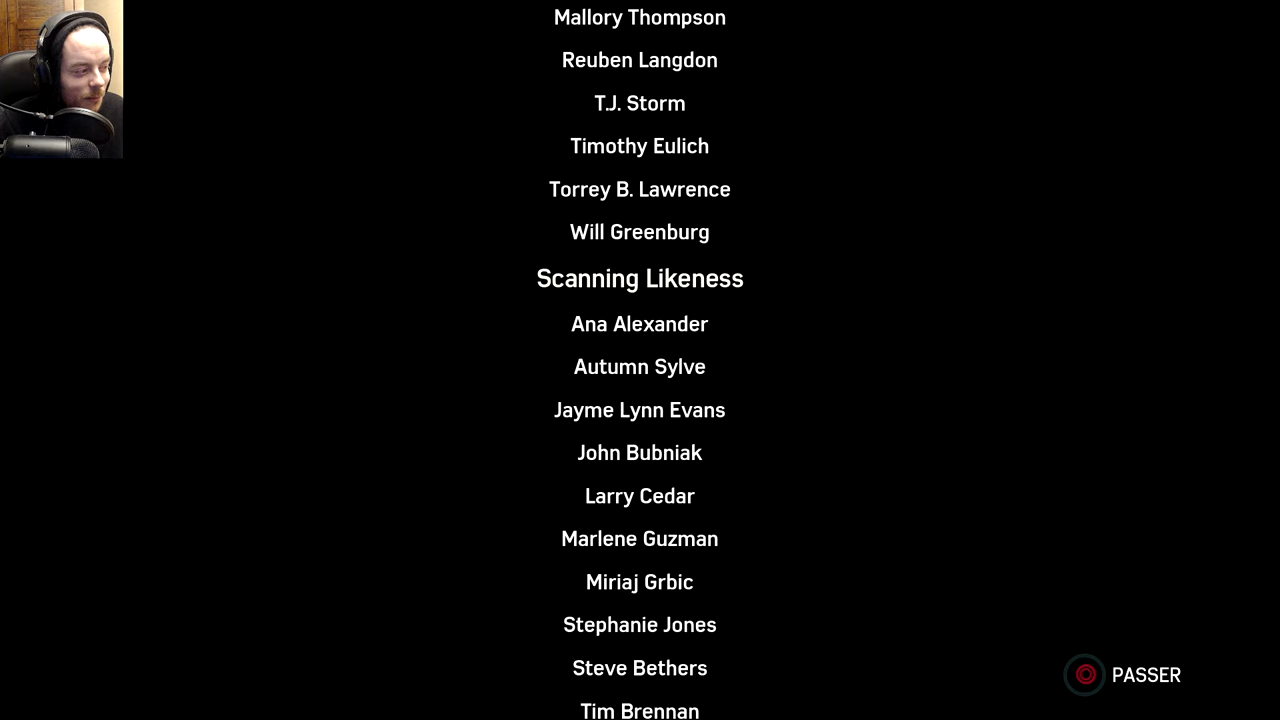 Mallory Thompson
Reuben Langdon
T.J. Storm
Timothy Eulich
Torrey B. Lawrence
Will Greenburg
Scanning Likeness
Ana Alexander
Autumn Sylve
Jayme Lynn Evans
John Bubniak
Larry Cedar
Marlene Guzman
Miriaj Grbic
Stephanie Jones
Steve Bethers
PASSER
Tim Brennan